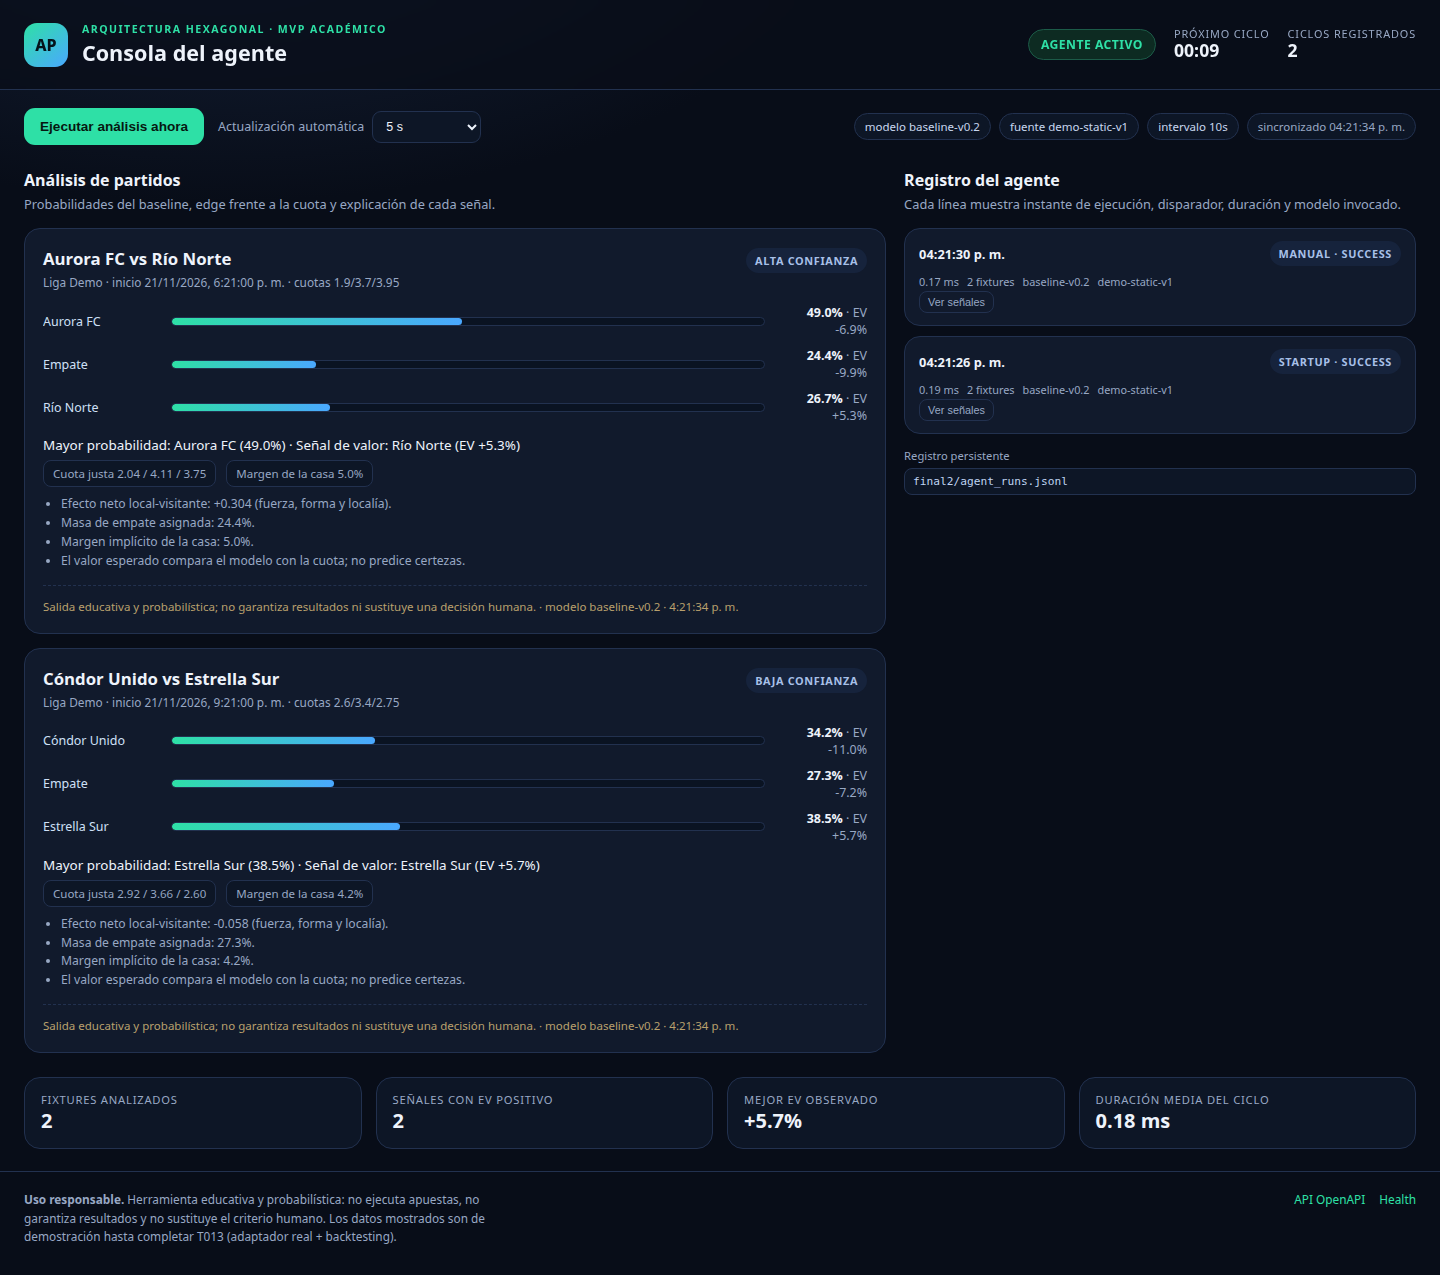 AP
ARQUITECTURA HEXAGONAL · MVP ACADÉMICO
Consola del agente
AGENTE ACTIVO
PRÓXIMO CICLO
00:09
CICLOS REGISTRADOS
2
Ejecutar análisis ahora
Actualización automática
5 s
modelo baseline-v0.2
fuente demo-static-v1
intervalo 10s
sincronizado 04:21:34 p. m.
Análisis de partidos
Probabilidades del baseline, edge frente a la cuota y explicación de cada señal.
Aurora FC vs Río Norte
ALTA CONFIANZA
Liga Demo · inicio 21/11/2026, 6:21:00 p. m. · cuotas 1.9/3.7/3.95
Aurora FC
49.0% · EV
-6.9%
Empate
24.4% · EV
-9.9%
Río Norte
26.7% · EV
+5.3%
Mayor probabilidad: Aurora FC (49.0%) · Señal de valor: Río Norte (EV +5.3%)
Cuota justa 2.04 / 4.11 / 3.75
Margen de la casa 5.0%
• Efecto neto local-visitante: +0.304 (fuerza, forma y localía).
• Masa de empate asignada: 24.4%.
• Margen implícito de la casa: 5.0%.
• El valor esperado compara el modelo con la cuota; no predice certezas.
Salida educativa y probabilística; no garantiza resultados ni sustituye una decisión humana. · modelo baseline-v0.2 · 4:21:34 p. m.
Cóndor Unido vs Estrella Sur
BAJA CONFIANZA
Liga Demo · inicio 21/11/2026, 9:21:00 p. m. · cuotas 2.6/3.4/2.75
Cóndor Unido
34.2% · EV
-11.0%
Empate
27.3% · EV
-7.2%
Estrella Sur
38.5% · EV
+5.7%
Mayor probabilidad: Estrella Sur (38.5%) · Señal de valor: Estrella Sur (EV +5.7%)
Cuota justa 2.92 / 3.66 / 2.60
Margen de la casa 4.2%
• Efecto neto local-visitante: -0.058 (fuerza, forma y localía).
• Masa de empate asignada: 27.3%.
• Margen implícito de la casa: 4.2%.
• El valor esperado compara el modelo con la cuota; no predice certezas.
Salida educativa y probabilística; no garantiza resultados ni sustituye una decisión humana. · modelo baseline-v0.2 · 4:21:34 p. m.
Registro del agente
Cada línea muestra instante de ejecución, disparador, duración y modelo invocado.
04:21:30 p. m.
MANUAL · SUCCESS
0.17 ms 2 fixtures baseline-v0.2 demo-static-v1
Ver señales
04:21:26 p. m.
STARTUP · SUCCESS
0.19 ms 2 fixtures baseline-v0.2 demo-static-v1
Ver señales
Registro persistente
final2/agent_runs.jsonl
FIXTURES ANALIZADOS
2
SEÑALES CON EV POSITIVO
2
MEJOR EV OBSERVADO
+5.7%
DURACIÓN MEDIA DEL CICLO
0.18 ms
Uso responsable. Herramienta educativa y probabilística: no ejecuta apuestas, no
garantiza resultados y no sustituye el criterio humano. Los datos mostrados son de
demostración hasta completar T013 (adaptador real + backtesting).
API OpenAPI
Health